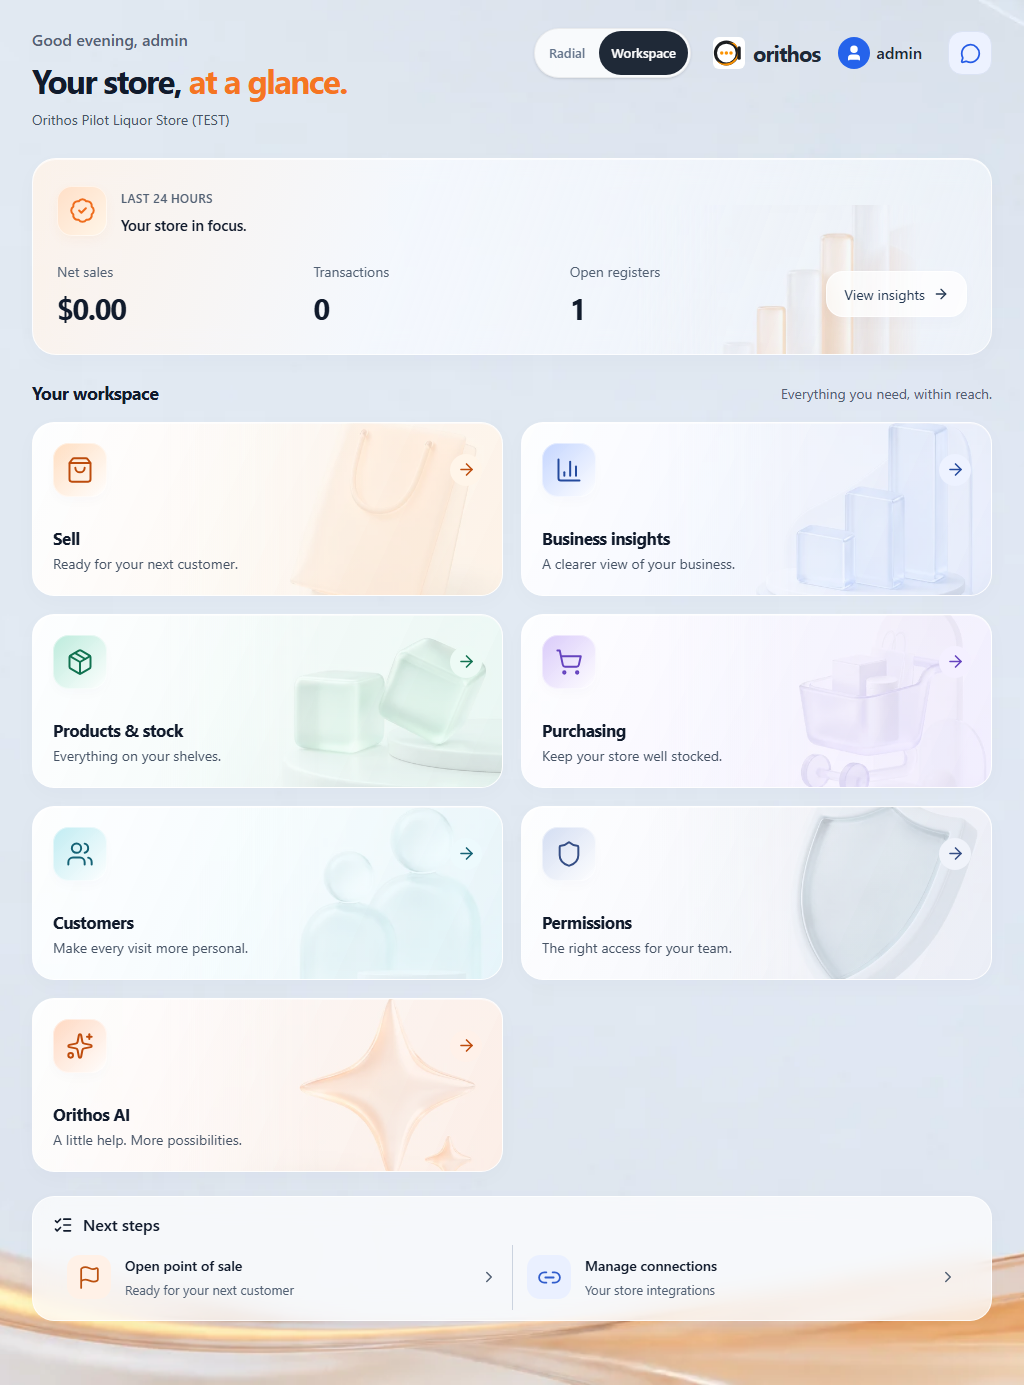 Good evening, admin
Your store, at a glance.
Orithos Pilot Liquor Store (TEST)
Radial
Workspace
orithos
admin
LAST 24 HOURS
Your store in focus.
Net sales
$0.00
Transactions
0
Open registers
1
View insights
Your workspace
Everything you need, within reach.
Sell
Ready for your next customer.
Business insights
A clearer view of your business.
Products & stock
Everything on your shelves.
Purchasing
Keep your store well stocked.
Customers
Make every visit more personal.
Permissions
The right access for your team.
Orithos AI
A little help. More possibilities.
Next steps
Open point of sale
Ready for your next customer
Manage connections
Your store integrations